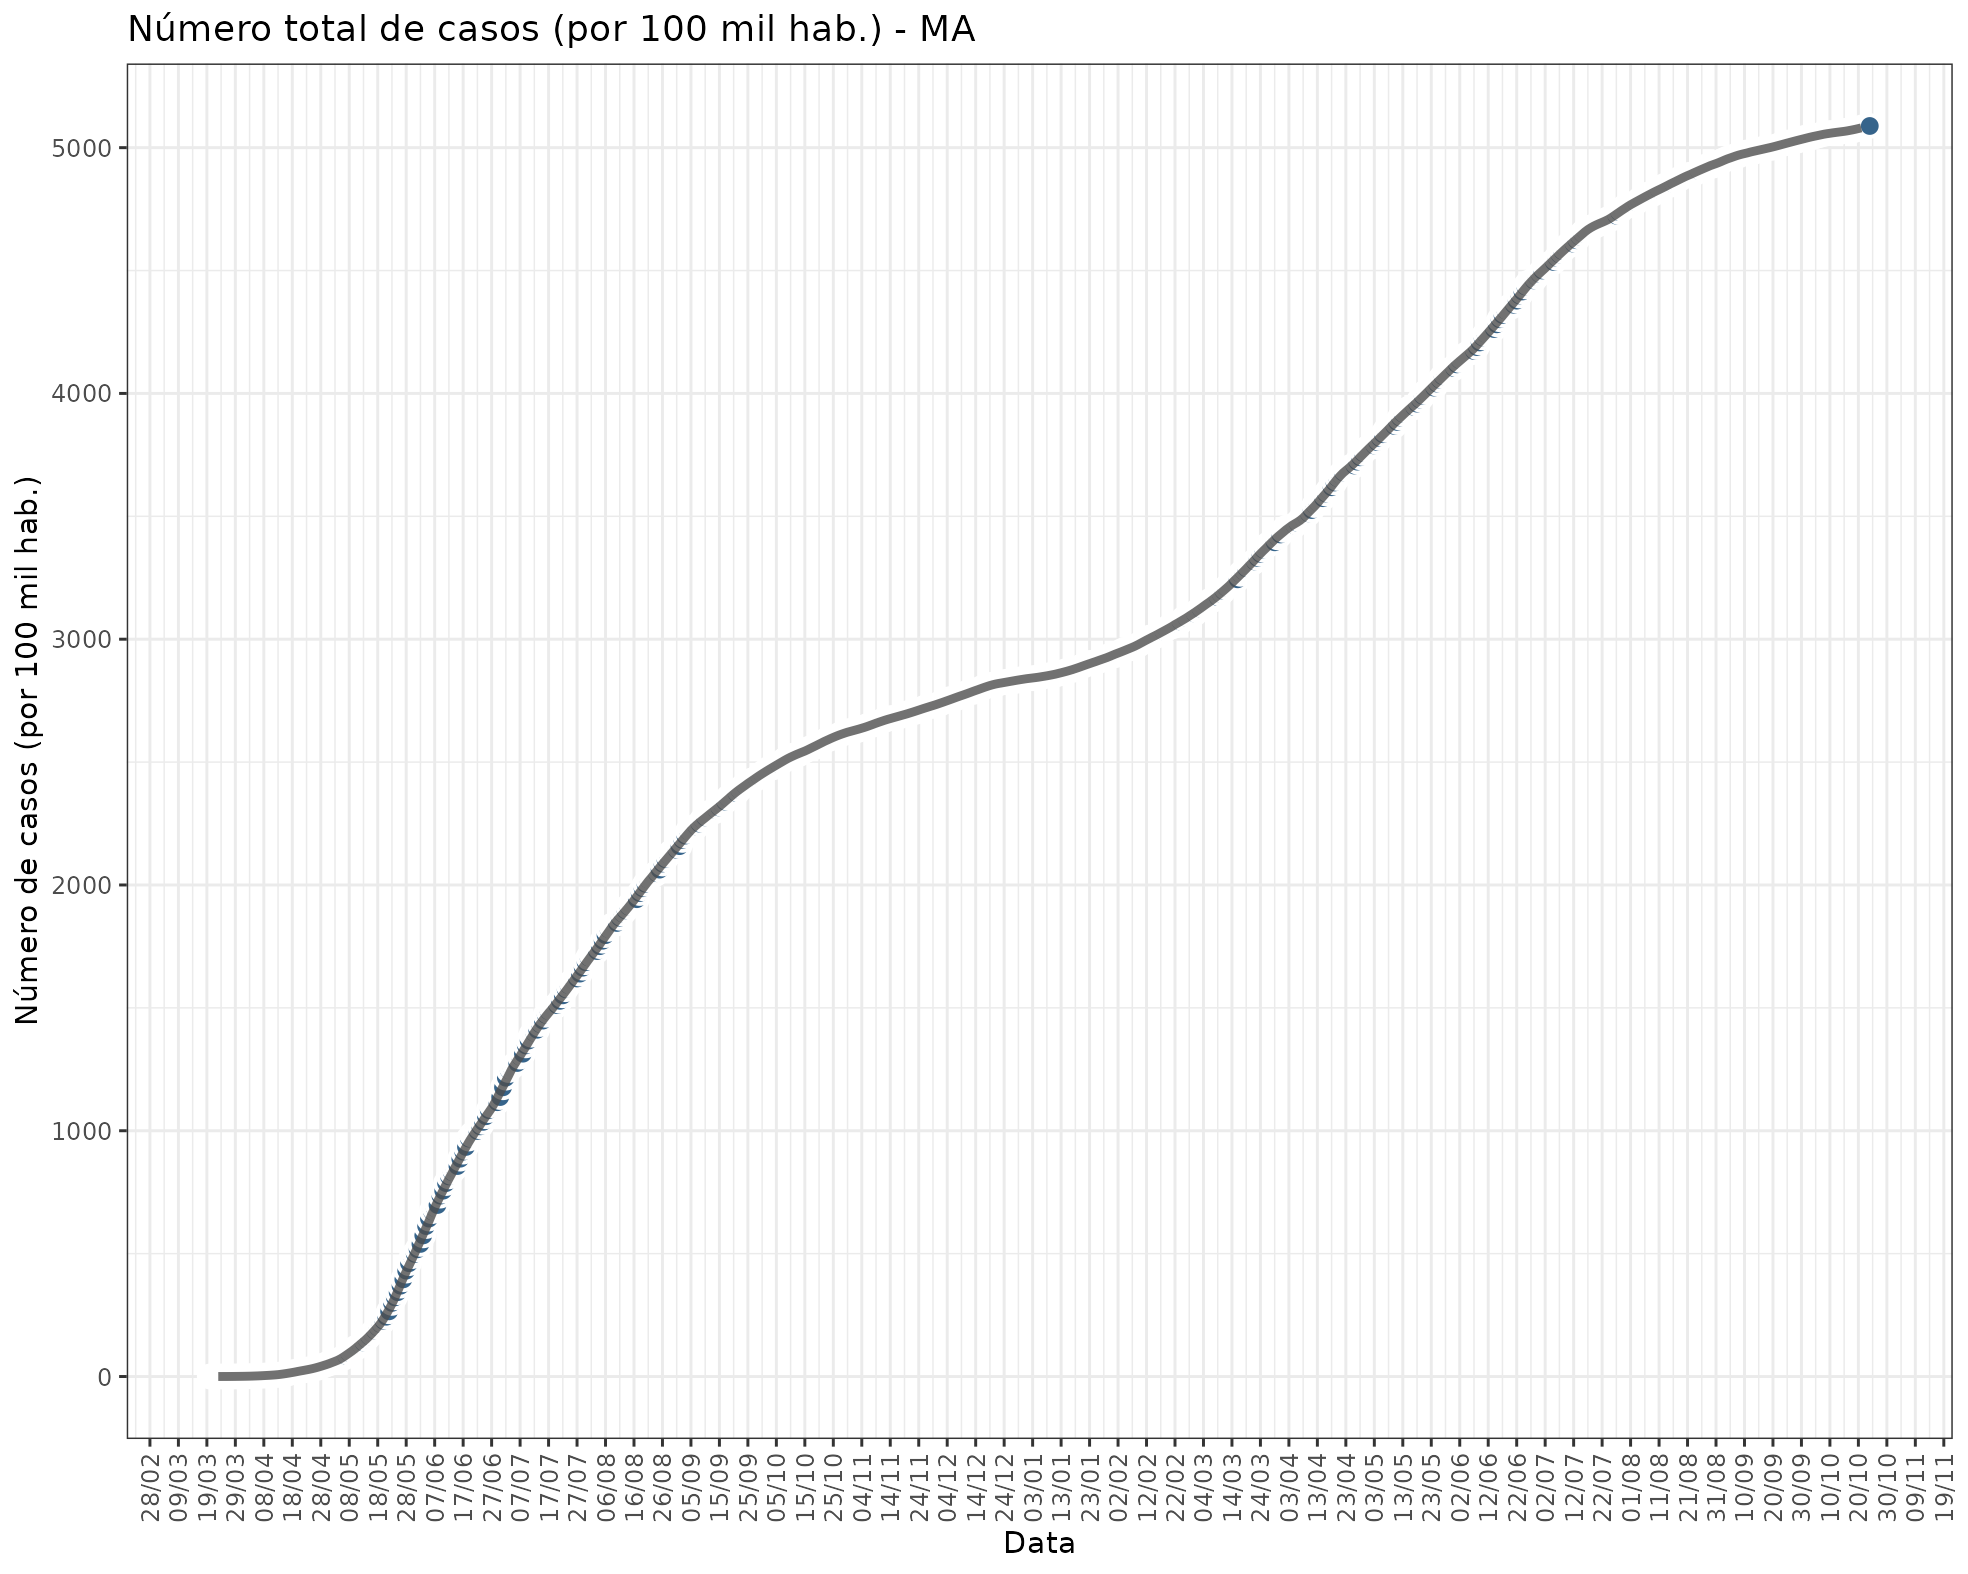 Número total de casos (por 100 mil hab.) - MA
Número de casos (por 100 mil hab.)
5000
4000
3000
2000
1000
0
28/02 09/03 19/03 29/03 08/04 18/04 28/04 08/05 18/05 28/05 07/06 17/06 27/06 07/07 17/07 27/07 06/08 16/08 26/08 05/09 15/09 25/09 05/10 15/10 25/10 04/11 14/11 24/11 04/12 14/12 24/12 03/01 13/01 23/01 02/02 12/02 22/02 04/03 14/03 24/03 03/04 13/04 23/04 03/05 13/05 23/05 02/06 12/06 22/06 02/07 12/07 22/07 01/08 11/08 21/08 31/08 10/09 20/09 30/09 10/10 20/10 30/10 09/11 19/11
Data